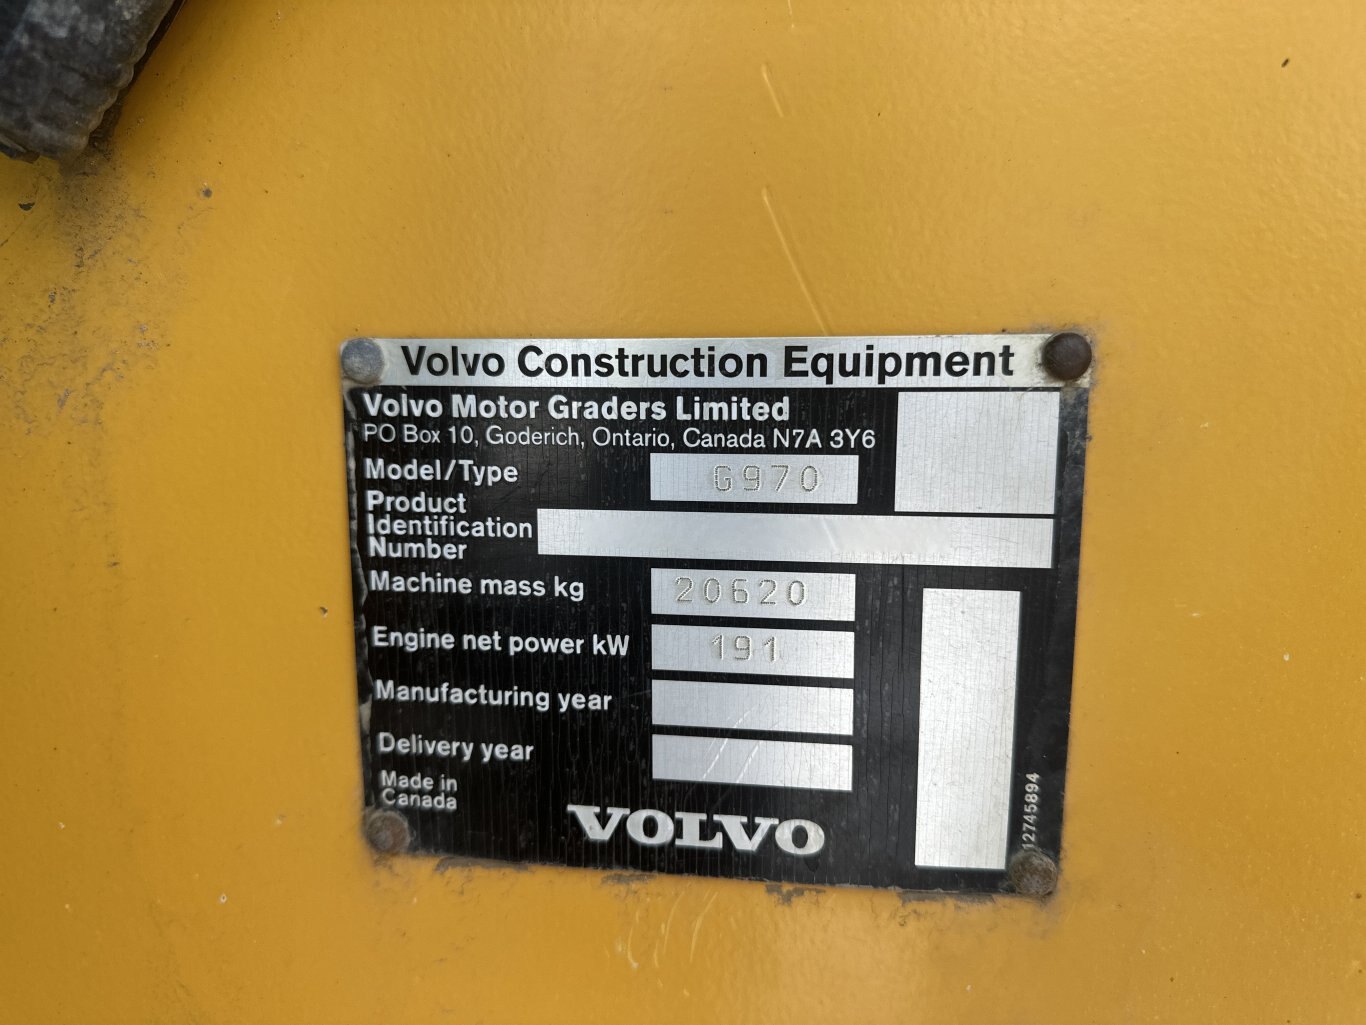 Volvo Construction Equipment
Volvo Motor Graders Limited
PO Box 10, Goderich, Ontario, Canada N7A 3Y6
Model/Type G970
Product
Identification
Number
Machine mass kg 20620
Engine net power kW 191
Manufacturing year
Delivery year
Made in
Canada
VOLVO
12745894